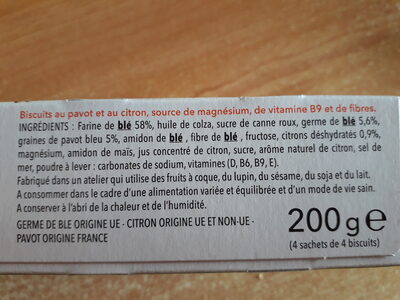 Biscuits au pavot et au citron, source de magnésium, de vitamine B9 et de fibres.
INGRÉDIENTS : Farine de blé 58%, huile de colza, sucre de canne roux, germe de blé 5,6%,
graines de pavot bleu 5%, amidon de blé , fibre de blé , fructose, citrons déshydratés 0,9%,
magnésium, amidon de maïs, jus concentré de citron, sucre, arôme naturel de citron, sel de
mer, poudre à lever : carbonates de sodium, vitamines (D, B6, B9, E).
Fabriqué dans un atelier qui utilise des fruits à coque, du lupin, du sésame, du soja et du lait.
A consommer dans le cadre d'une alimentation variée et équilibrée et d'un mode de vie sain.
A conserver à l'abri de la chaleur et de l'humidité.
GERME DE BLE ORIGINE UE - CITRON ORIGINE UE ET NON-UE -
PAVOT ORIGINE FRANCE
200 g e
(4 sachets de 4 biscuits)